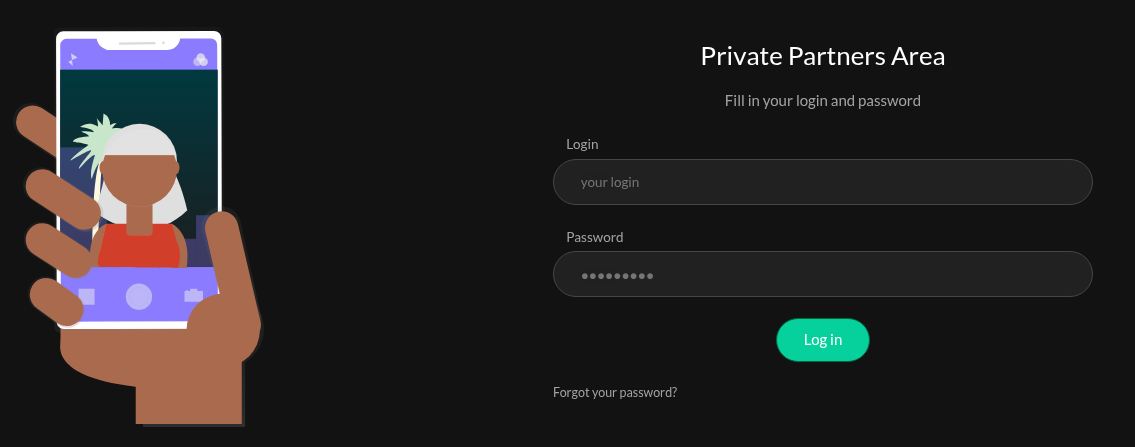 Private Partners Area
Fill in your login and password
Login
your login
Password
•••••••••
Log in
Forgot your password?